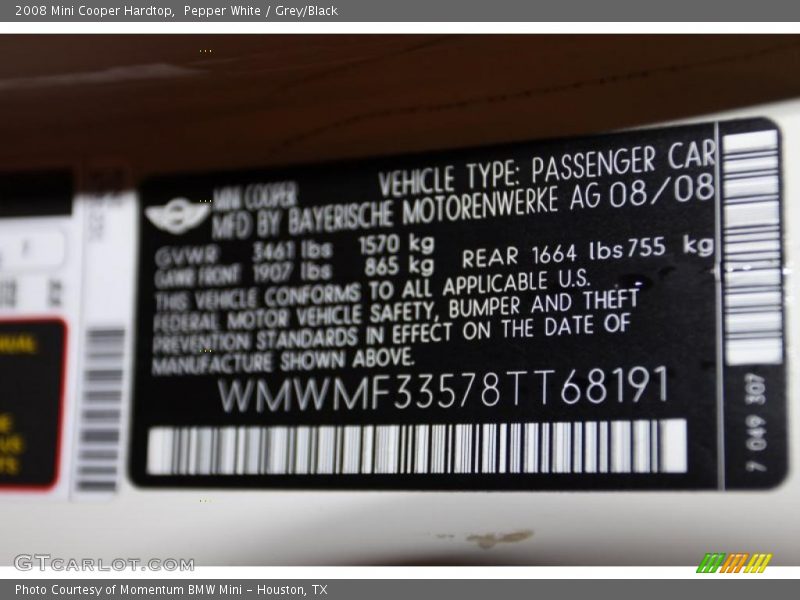 2008 Mini Cooper Hardtop,  Pepper White / Grey/Black
MINI COOPER
VEHICLE TYPE: PASSENGER CAR
MFD BY BAYERISCHE MOTORENWERKE AG 08/08
GVWR 3461 lbs 1570 kg
GAWR FRONT 1907 lbs 865 kg REAR 1664 lbs 755 kg
THIS VEHICLE CONFORMS TO ALL APPLICABLE U.S.
FEDERAL MOTOR VEHICLE SAFETY, BUMPER AND THEFT
PREVENTION STANDARDS IN EFFECT ON THE DATE OF
MANUFACTURE SHOWN ABOVE.
WMWMF33578TT68191
7 049 307
GTCARLOT.COM
Photo Courtesy of Momentum BMW Mini - Houston, TX